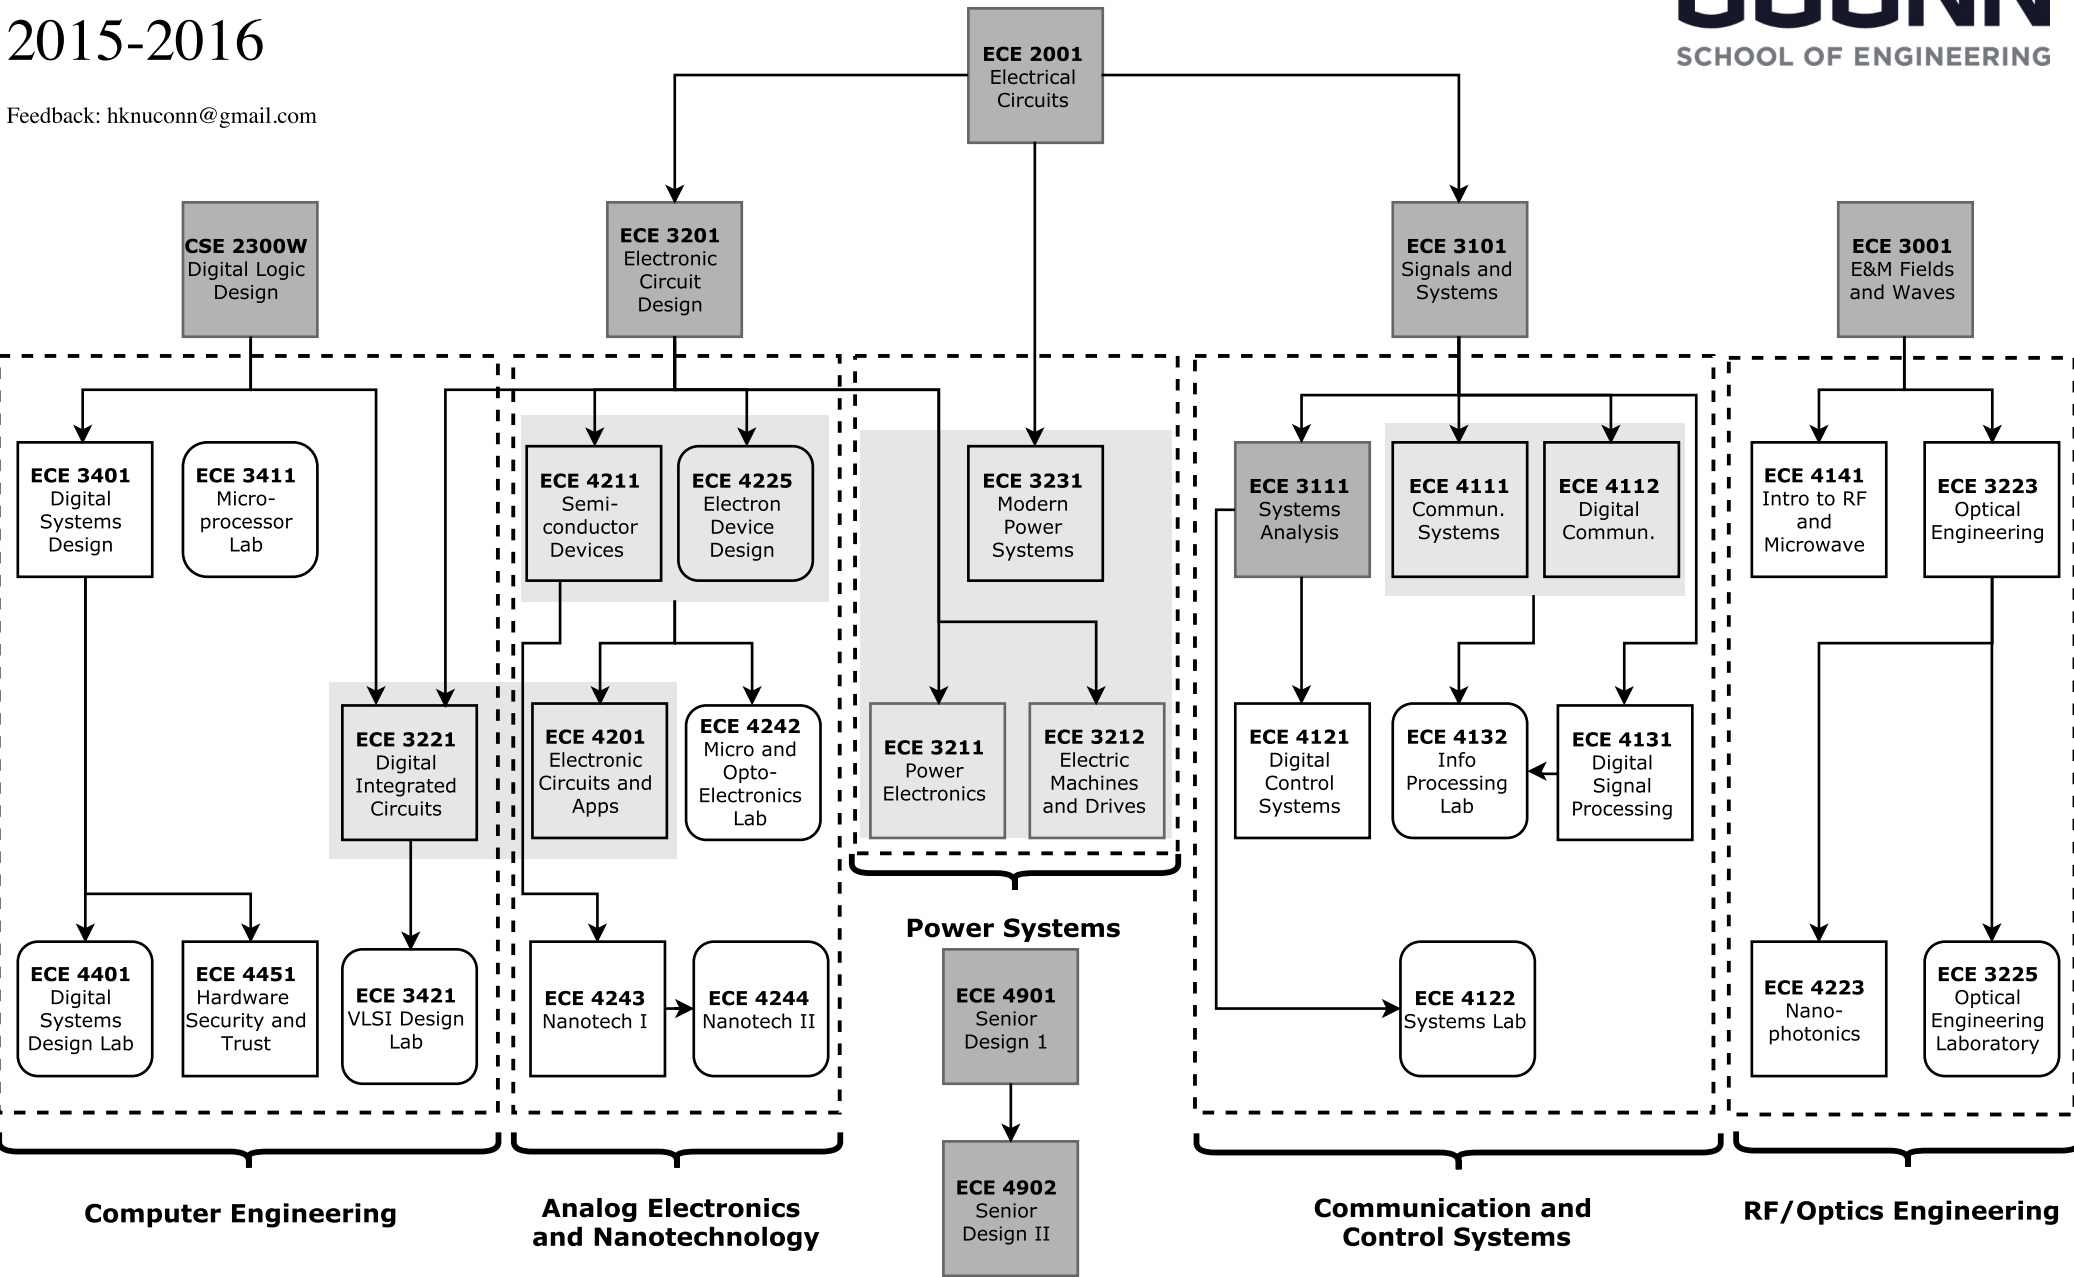 2015-2016
Feedback: hknuconn@gmail.com
UCONN
SCHOOL OF ENGINEERING
ECE 2001
Electrical
Circuits
CSE 2300W
Digital Logic
Design
ECE 3201
Electronic
Circuit
Design
ECE 3101
Signals and
Systems
ECE 3001
E&M Fields
and Waves
ECE 3401
Digital
Systems
Design
ECE 3411
Micro-
processor
Lab
ECE 4211
Semi-
conductor
Devices
ECE 4225
Electron
Device
Design
ECE 3231
Modern
Power
Systems
ECE 3111
Systems
Analysis
ECE 4111
Commun.
Systems
ECE 4112
Digital
Commun.
ECE 4141
Intro to RF
and
Microwave
ECE 3223
Optical
Engineering
ECE 3221
Digital
Integrated
Circuits
ECE 4201
Electronic
Circuits and
Apps
ECE 4242
Micro and
Opto-
Electronics
Lab
ECE 3211
Power
Electronics
ECE 3212
Electric
Machines
and Drives
ECE 4121
Digital
Control
Systems
ECE 4132
Info
Processing
Lab
ECE 4131
Digital
Signal
Processing
Power Systems
ECE 4401
Digital
Systems
Design Lab
ECE 4451
Hardware
Security and
Trust
ECE 3421
VLSI Design
Lab
ECE 4243
Nanotech I
ECE 4244
Nanotech II
ECE 4901
Senior
Design 1
ECE 4122
Systems Lab
ECE 4223
Nano-
photonics
ECE 3225
Optical
Engineering
Laboratory
ECE 4902
Senior
Design II
Computer Engineering
Analog Electronics
and Nanotechnology
Communication and
Control Systems
RF/Optics Engineering